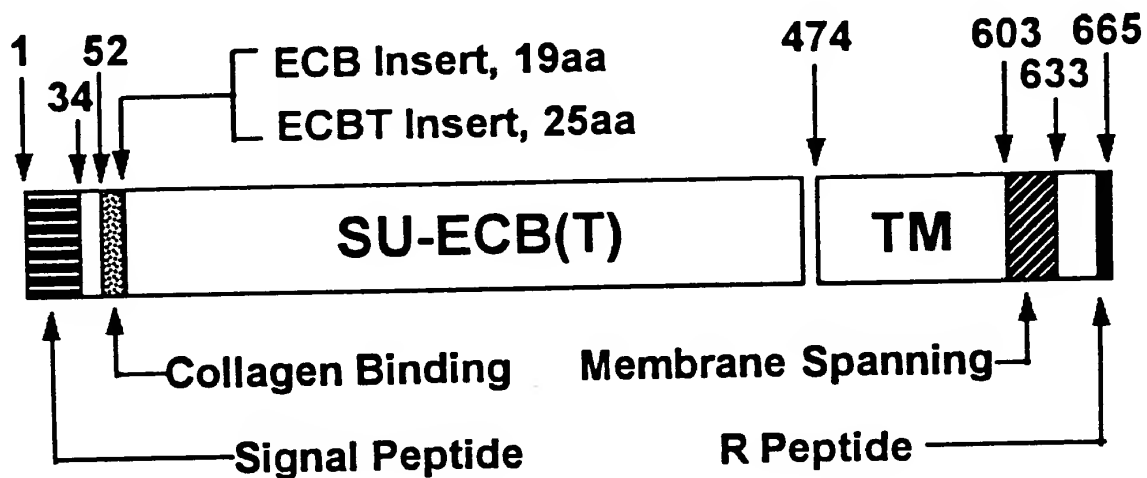 1
52
ECB Insert, 19aa
474
603
665
34
ECBT Insert, 25aa
633
SU-ECB(T)
TM
Collagen Binding
Membrane Spanning
Signal Peptide
R Peptide